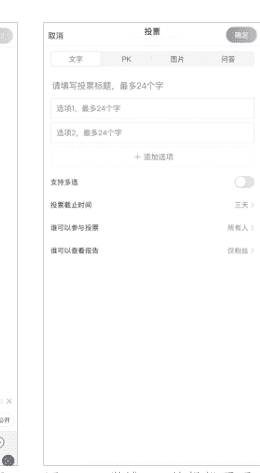 取消
投票
确定
文字
PK
图片
问答
请填写投票标题，最多24个字
选项1，最多24个字
选项2，最多24个字
+ 添加选项
支持多选
投票截止时间
三天 >
谁可以参与投票
所有人 >
谁可以查看报告
仅粉丝 >